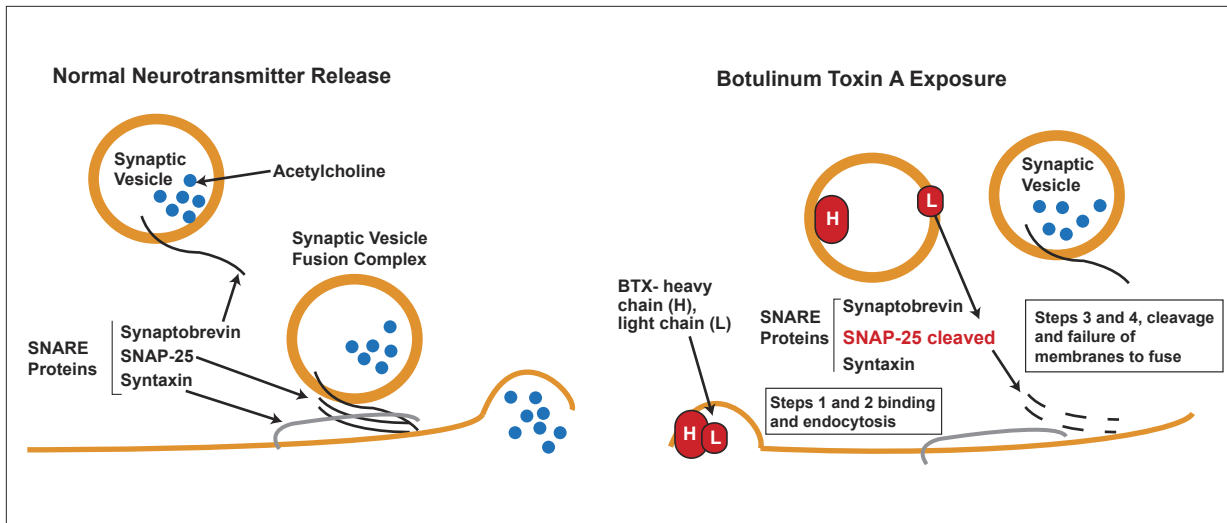 Normal Neurotransmitter Release
Synaptic
Vesicle
Acetylcholine
Synaptic Vesicle
Fusion Complex
SNARE
Proteins
Synaptobrevin
SNAP-25
Syntaxin
Botulinum Toxin A Exposure
H
L
Synaptic
Vesicle
BTX- heavy
chain (H),
light chain (L)
SNARE
Proteins
Synaptobrevin
SNAP-25 cleaved
Syntaxin
Steps 3 and 4, cleavage
and failure of
membranes to fuse
Steps 1 and 2 binding
and endocytosis
H
L